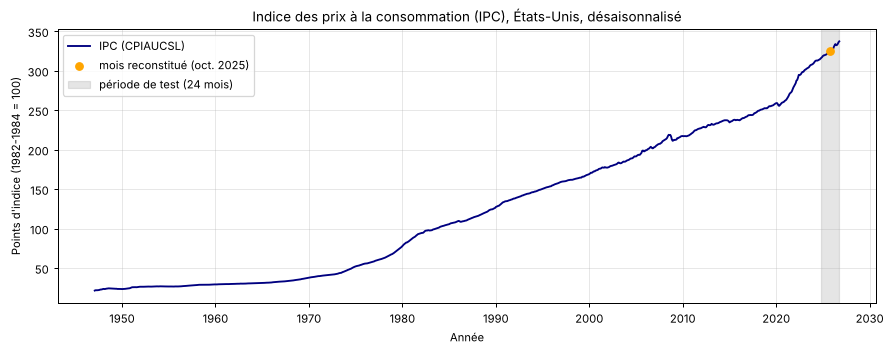 Indice des prix à la consommation (IPC), États-Unis, désaisonnalisé
IPC (CPIAUCSL)
mois reconstitué (oct. 2025)
période de test (24 mois)
Points d'indice (1982-1984 = 100)
350
300
250
200
150
100
50
1950
1960
1970
1980
1990
2000
2010
2020
2030
Année